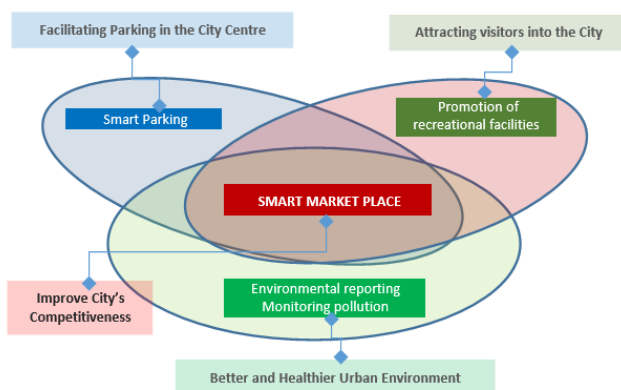 Facilitating Parking in the City Centre
Attracting visitors into the City
Smart Parking
Promotion of
recreational facilities
SMART MARKET PLACE
Improve City's
Competitiveness
Environmental reporting
Monitoring pollution
Better and Healthier Urban Environment